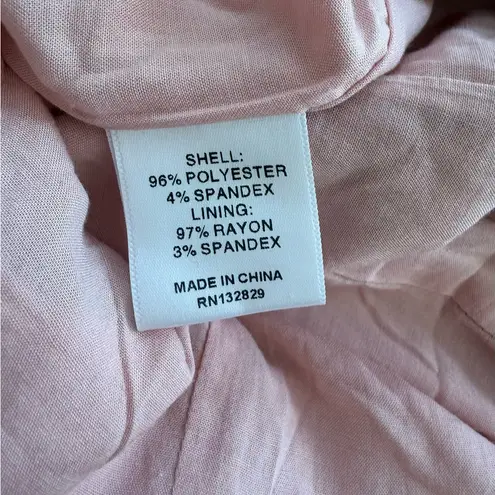 SHELL:
96% POLYESTER
4% SPANDEX
LINING:
97% RAYON
3% SPANDEX
MADE IN CHINA
RN132829